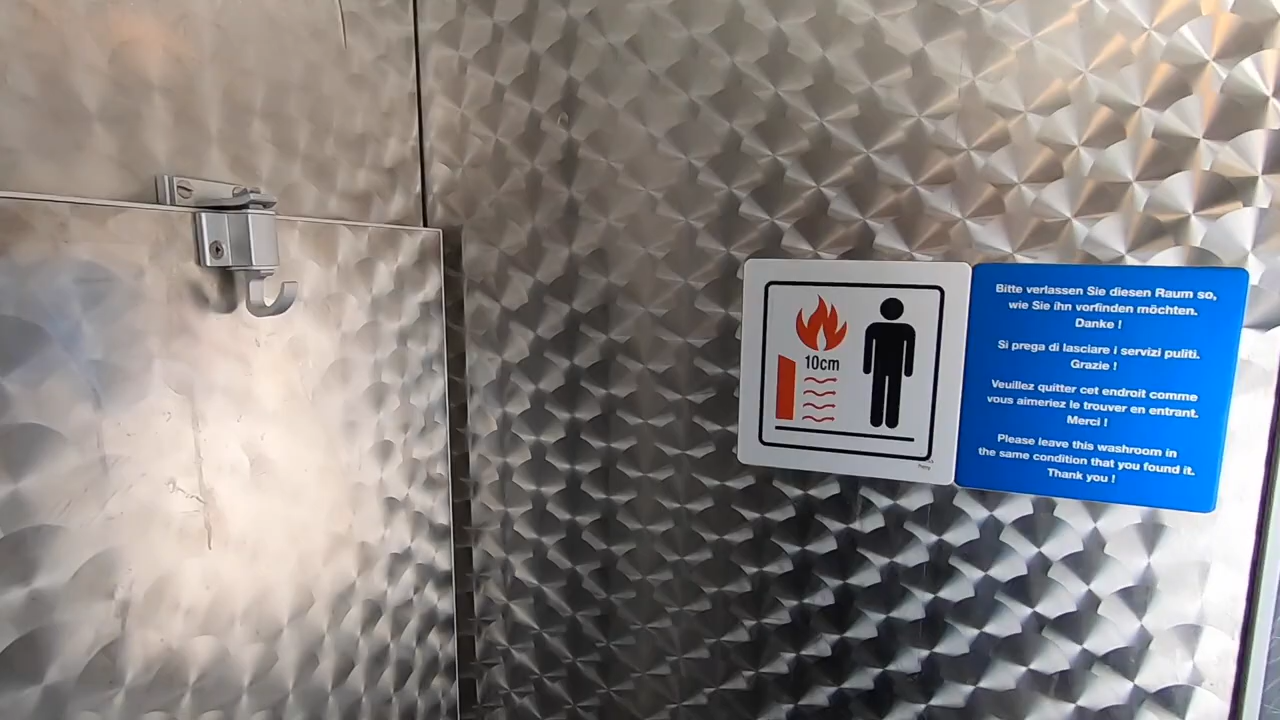 10cm
Bitte verlassen Sie diesen Raum so,
wie Sie ihn vorfinden möchten.
Danke !
Si prega di lasciare i servizi puliti.
Grazie !
Veuillez quitter cet endroit comme
vous aimeriez le trouver en entrant.
Merci !
Please leave this washroom in
the same condition that you found it.
Thank you !